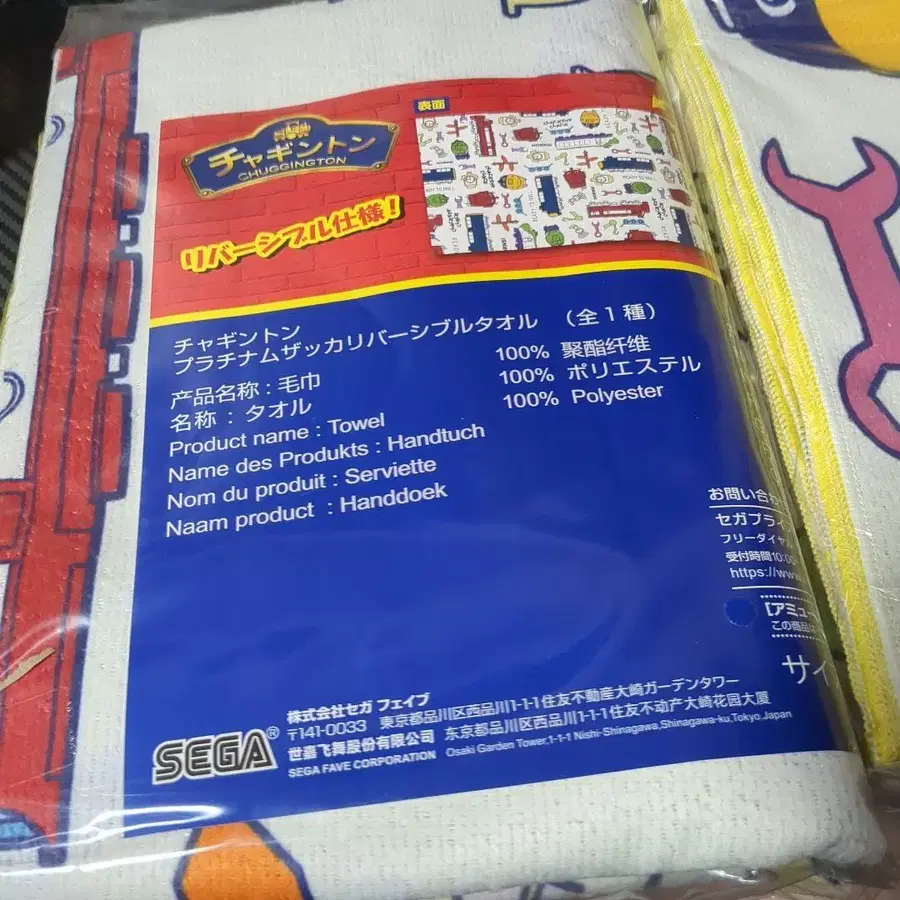 チャギントン
CHUGGINGTON
表面
リバーシブル仕様！
チャギントン
プラチナムザッカリバーシブルタオル （全1種）
产品名称：毛巾
名称 ：タオル
Product name : Towel
Name des Produkts : Handtuch
Nom du produit : Serviette
Naam product : Handdoek
100% 聚酯纤维
100% ポリエステル
100% Polyester
お問い合
セガプライ
フリーダイヤ
受付時間10:00
https://www.
【アミュー
この商品
サイ
SEGA®
株式会社セガ フェイブ
〒141-0033 東京都品川区西品川1-1-1住友不動産大崎ガーデンタワー
世嘉飞舞股份有限公司 东京都品川区西品川1-1-1住友不动产大崎花园大厦
SEGA FAVE CORPORATION Osaki Garden Tower,1-1-1 Nishi-Shinagawa,Shinagawa-ku,Tokyo,Japan